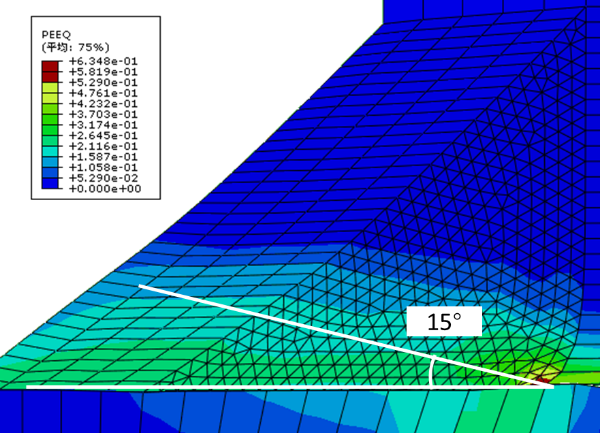 PEEQ
(平均: 75%)
+6.348e-01
+5.819e-01
+5.290e-01
+4.761e-01
+4.232e-01
+3.703e-01
+3.174e-01
+2.645e-01
+2.116e-01
+1.587e-01
+1.058e-01
+5.290e-02
+0.000e+00
15°